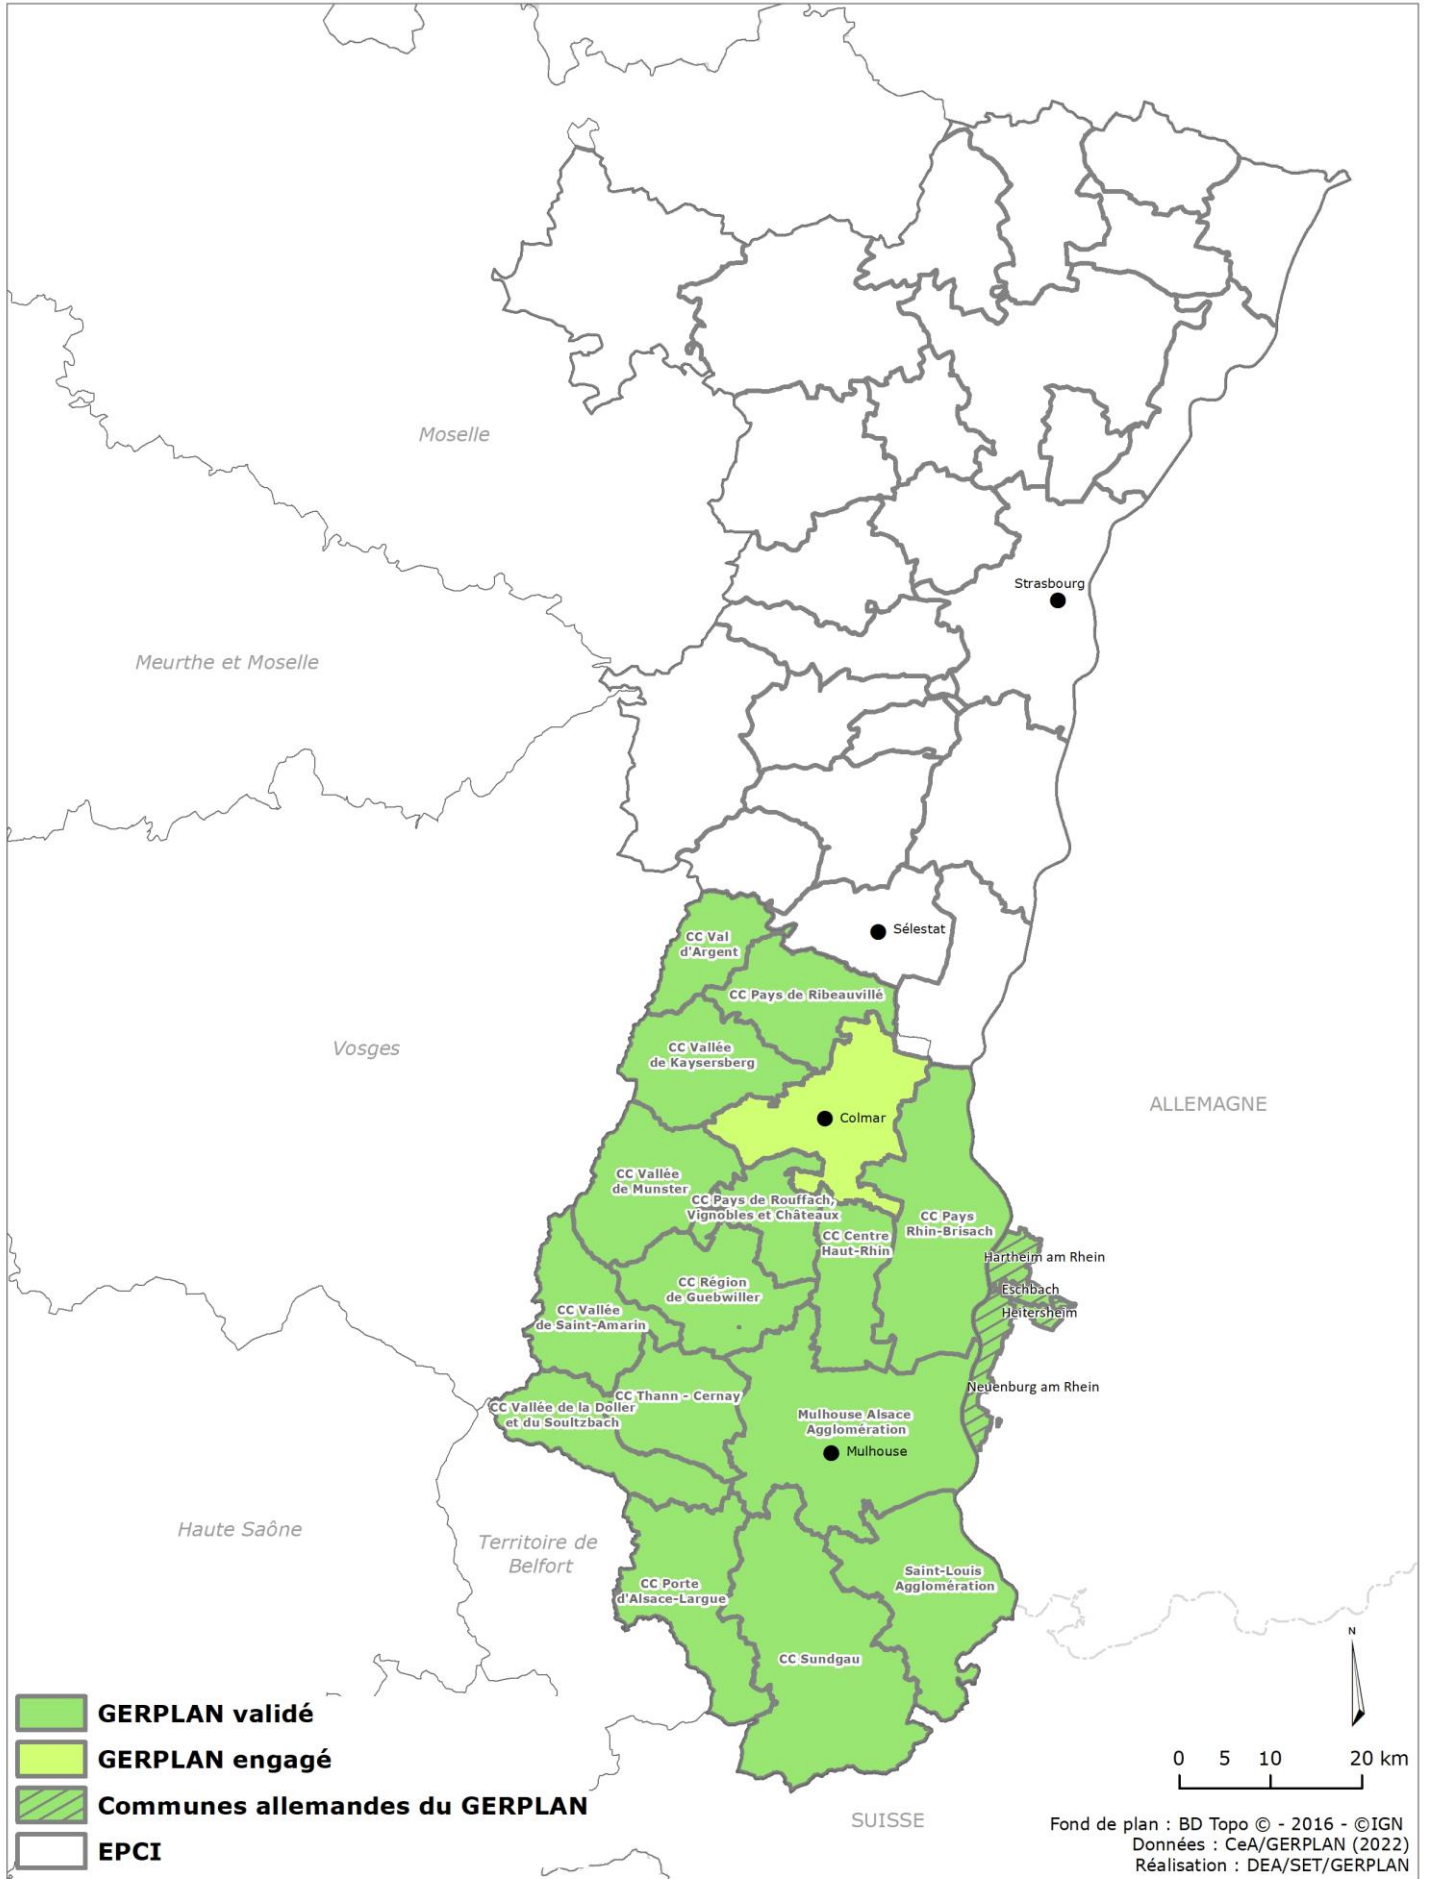 Moselle
Strasbourg
Meurthe et Moselle
Sélestat
CC Val
d'Argent
CC Pays de Ribeauvillé
Vosges
CC Vallée
de Kaysersberg
ALLEMAGNE
Colmar
CC Vallée
de Munster
CC Pays de Rouffach,
Vignobles et Châteaux
CC Pays
Rhin-Brisach
CC Centre
Haut-Rhin
Hartheim am Rhein
Eschbach
Heitersheim
CC Région
de Guebwiller
CC Vallée
de Saint-Amarin
Neuenburg am Rhein
CC Thann - Cernay
CC Vallée de la Doller
et du Soultzbach
Mulhouse Alsace
Agglomération
Mulhouse
Haute Saône
Territoire de
Belfort
Saint-Louis
Agglomération
CC Porte
d'Alsace-Largue
CC Sundgau
N
GERPLAN validé
GERPLAN engagé
Communes allemandes du GERPLAN
EPCI
0 5 10 20 km
SUISSE
Fond de plan : BD Topo © - 2016 - ©IGN
Données : CeA/GERPLAN (2022)
Réalisation : DEA/SET/GERPLAN